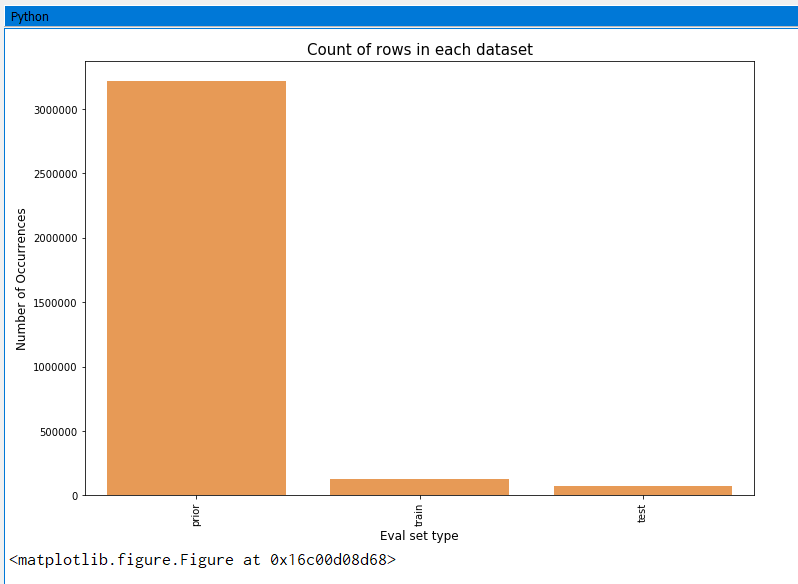 Python
Count of rows in each dataset
Number of Occurrences
3000000
2500000
2000000
1500000
1000000
500000
0
prior
train
test
Eval set type
<matplotlib.figure.Figure at 0x16c00d08d68>